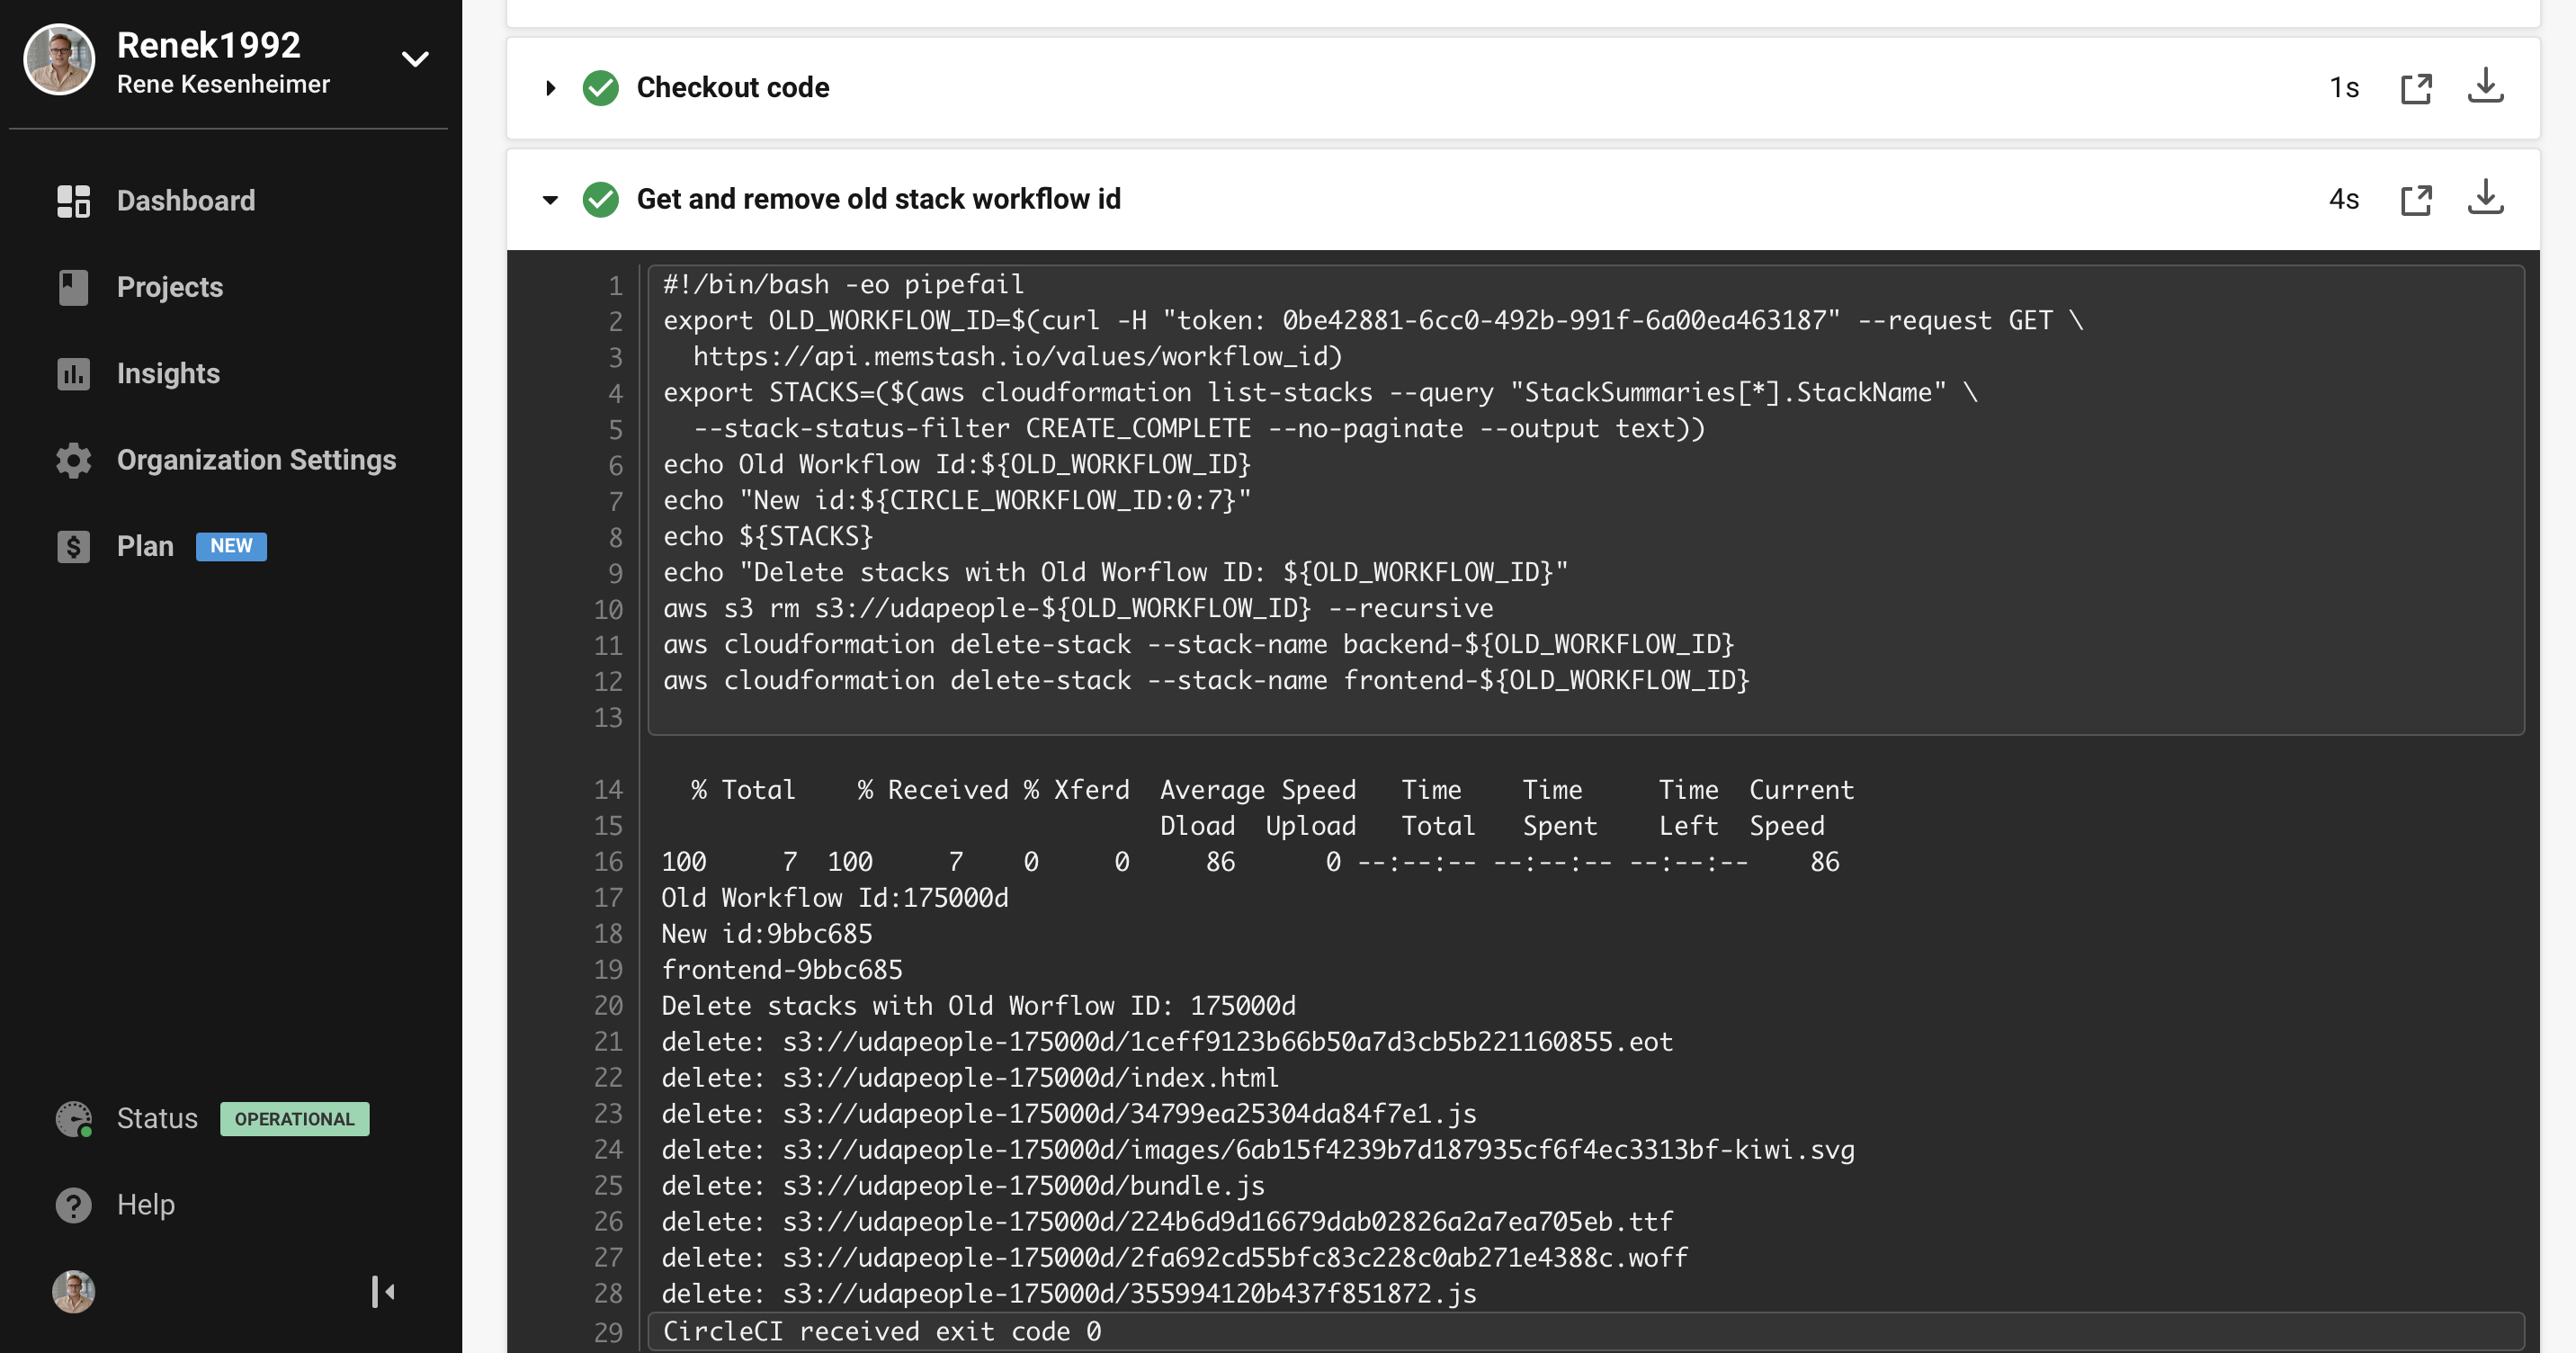 Renek1992
Rene Kesenheimer
Dashboard
Projects
Insights
Organization Settings
Plan NEW
Status OPERATIONAL
Help
Checkout code 1s
Get and remove old stack workflow id 4s
1 #!/bin/bash -eo pipefail
2 export OLD_WORKFLOW_ID=$(curl -H "token: 0be42881-6cc0-492b-991f-6a00ea463187" --request GET \
3   https://api.memstash.io/values/workflow_id)
4 export STACKS=($(aws cloudformation list-stacks --query "StackSummaries[*].StackName" \
5   --stack-status-filter CREATE_COMPLETE --no-paginate --output text))
6 echo Old Workflow Id:${OLD_WORKFLOW_ID}
7 echo "New id:${CIRCLE_WORKFLOW_ID:0:7}"
8 echo ${STACKS}
9 echo "Delete stacks with Old Worflow ID: ${OLD_WORKFLOW_ID}"
10 aws s3 rm s3://udapeople-${OLD_WORKFLOW_ID} --recursive
11 aws cloudformation delete-stack --stack-name backend-${OLD_WORKFLOW_ID}
12 aws cloudformation delete-stack --stack-name frontend-${OLD_WORKFLOW_ID}
13
14   % Total    % Received % Xferd  Average Speed   Time    Time     Time  Current
15                                  Dload  Upload   Total   Spent    Left  Speed
16 100     7  100     7    0     0     86      0 --:--:-- --:--:-- --:--:--    86
17 Old Workflow Id:175000d
18 New id:9bbc685
19 frontend-9bbc685
20 Delete stacks with Old Worflow ID: 175000d
21 delete: s3://udapeople-175000d/1ceff9123b66b50a7d3cb5b221160855.eot
22 delete: s3://udapeople-175000d/index.html
23 delete: s3://udapeople-175000d/34799ea25304da84f7e1.js
24 delete: s3://udapeople-175000d/images/6ab15f4239b7d187935cf6f4ec3313bf-kiwi.svg
25 delete: s3://udapeople-175000d/bundle.js
26 delete: s3://udapeople-175000d/224b6d9d16679dab02826a2a7ea705eb.ttf
27 delete: s3://udapeople-175000d/2fa692cd55bfc83c228c0ab271e4388c.woff
28 delete: s3://udapeople-175000d/355994120b437f851872.js
29 CircleCI received exit code 0